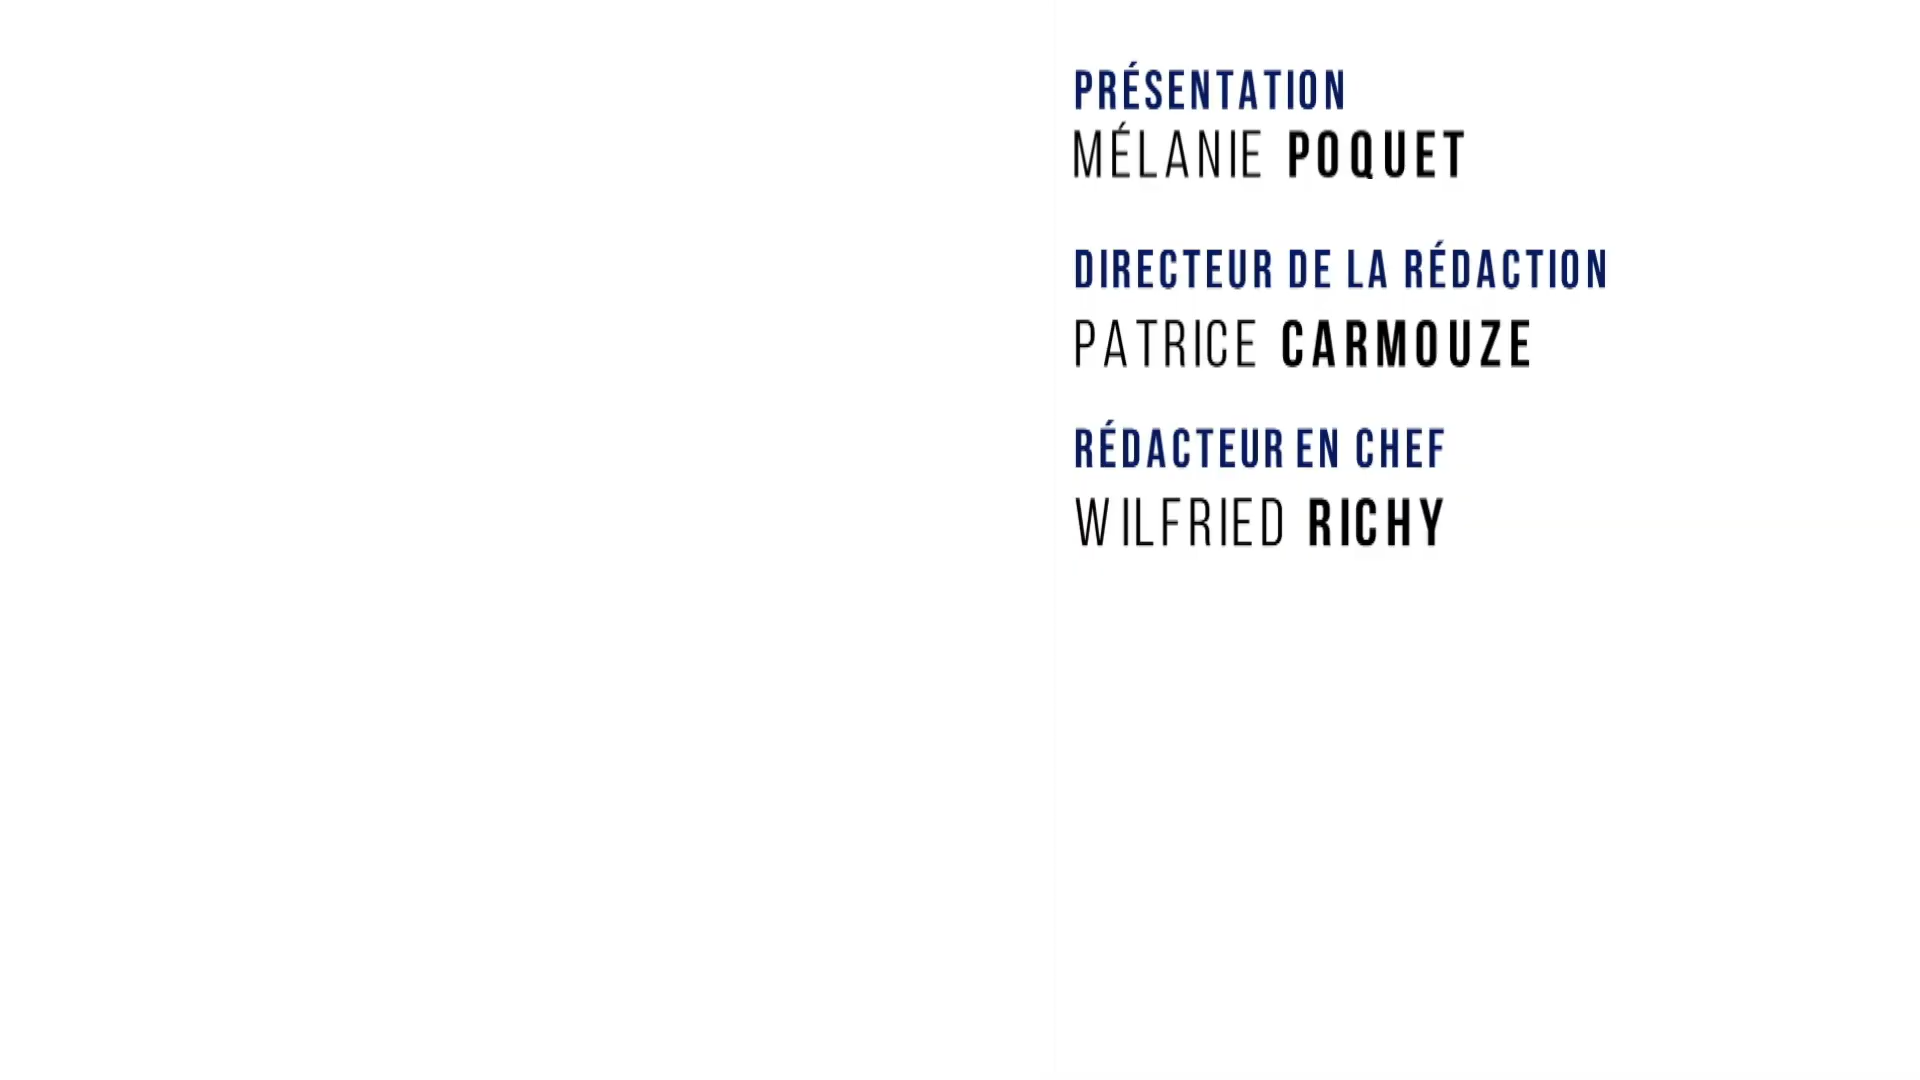 PRÉSENTATION
MÉLANIE POQUET
DIRECTEUR DE LA RÉDACTION
PATRICE CARMOUZE
RÉDACTEUR EN CHEF
WILFRIED RICHY